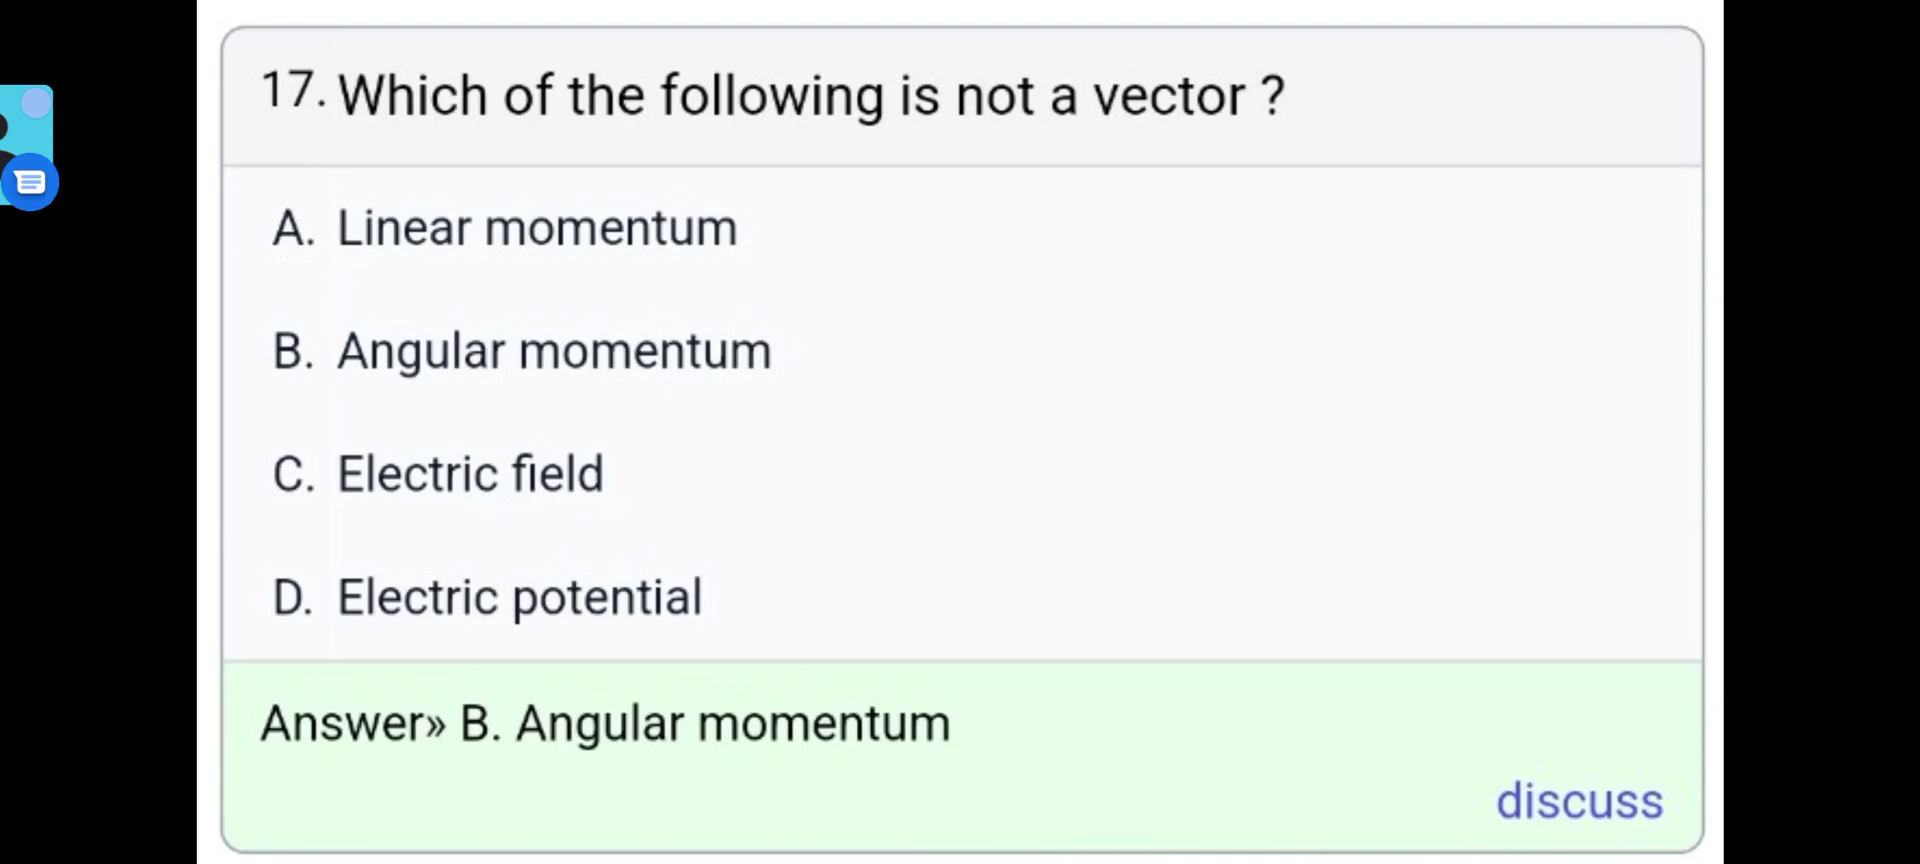 17. Which of the following is not a vector ?
A. Linear momentum
B. Angular momentum
C. Electric field
D. Electric potential
Answer» B. Angular momentum
discuss